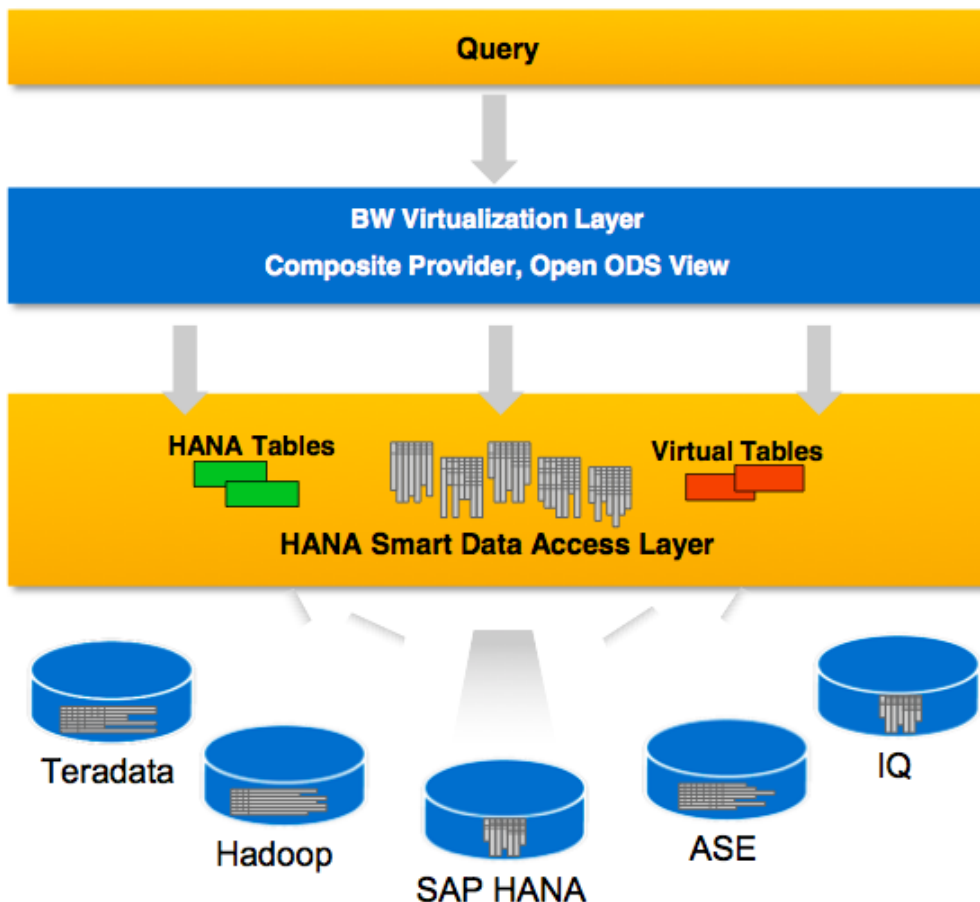 Query
BW Virtualization Layer
Composite Provider, Open ODS View
HANA Tables
Virtual Tables
HANA Smart Data Access Layer
Teradata
Hadoop
SAP HANA
ASE
IQ